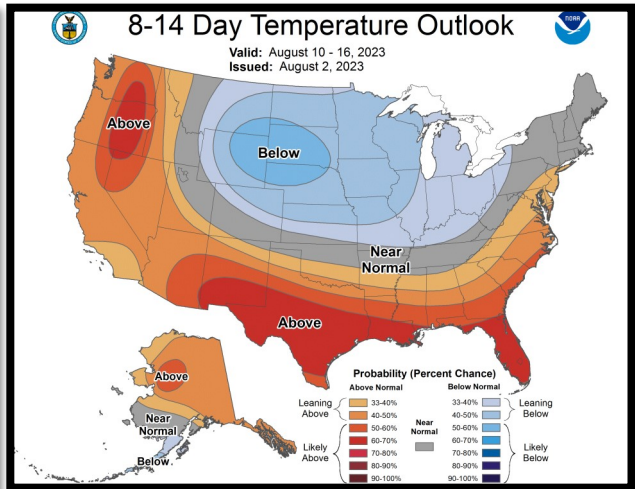 8-14 Day Temperature Outlook
Valid: August 10 - 16, 2023
Issued: August 2, 2023
NOAA
Above
Below
Near
Normal
Above
Above
Near
Normal
Below
Probability (Percent Chance)
Above Normal
Below Normal
Leaning
Above
33-40%
40-50%
Likely
Above
50-60%
60-70%
70-80%
80-90%
90-100%
Near
Normal
33-40%
40-50%
Leaning
Below
50-60%
60-70%
70-80%
80-90%
90-100%
Likely
Below